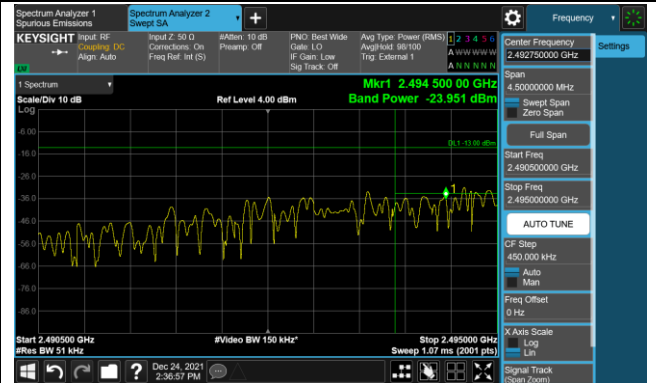 Spectrum Analyzer 1
Spurious Emissions
Spectrum Analyzer 2
Swept SA
+
Frequency
KEYSIGHT
Input: RF
Coupling: DC
Align: Auto
Input Z: 50 Ω
Corrections: On
Freq Ref: Int (S)
#Atten: 10 dB
Preamp: Off
PNO: Best Wide
Gate: LO
IF Gain: Low
Sig Track: Off
Avg Type: Power (RMS)
Avg|Hold: 98/100
Trig: External 1
1 2 3 4 5 6
A W W W W W
A N N N N N
LXI
1 Spectrum
Scale/Div 10 dB
Ref Level 4.00 dBm
Mkr1 2.494 500 00 GHz
Band Power -23.951 dBm
Log
-6.00
-16.0
-26.0
-36.0
-46.0
-56.0
-66.0
-76.0
-86.0
DL1 -13.00 dBm
1
Start 2.490500 GHz
#Res BW 51 kHz
#Video BW 150 kHz*
Stop 2.495000 GHz
Sweep 1.07 ms (2001 pts)
Center Frequency
2.492750000 GHz
Settings
Span
4.50000000 MHz
Swept Span
Zero Span
Full Span
Start Freq
2.490500000 GHz
Stop Freq
2.495000000 GHz
AUTO TUNE
CF Step
450.000 kHz
Auto
Man
Freq Offset
0 Hz
X Axis Scale
Log
Lin
Signal Track
(Span Zoom)
?
Dec 24, 2021
2:36:57 PM